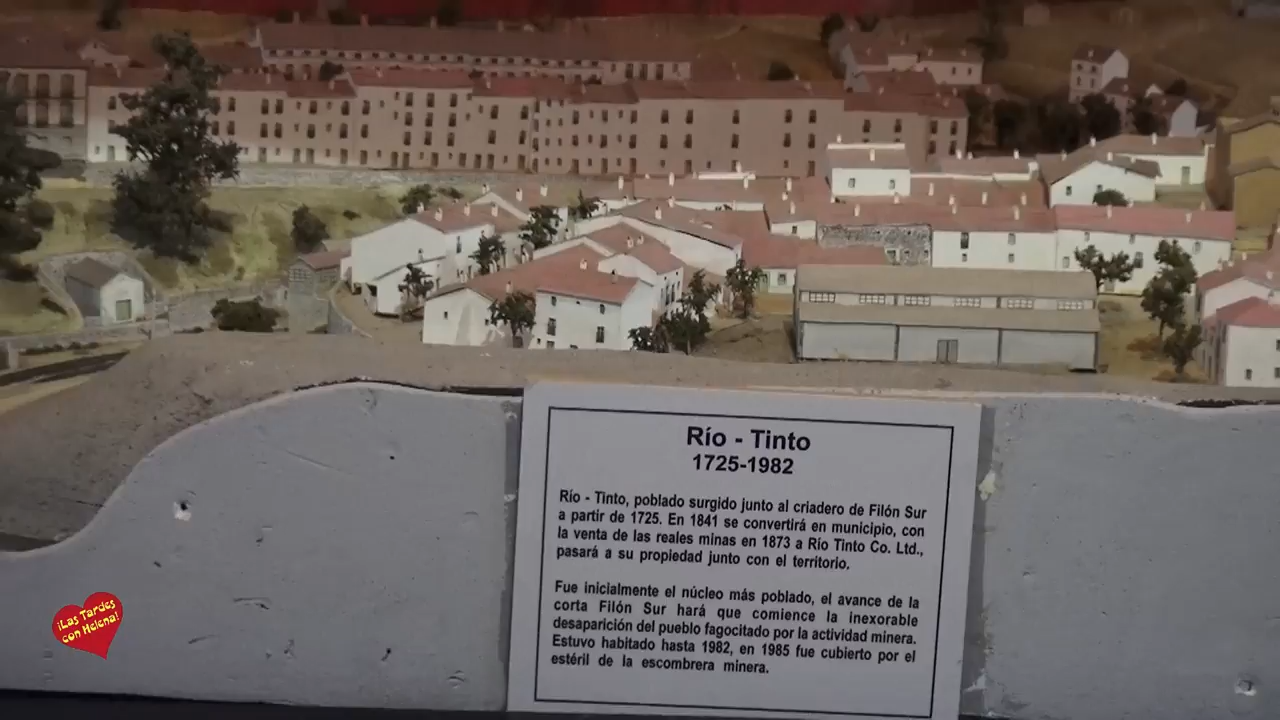 Río - Tinto
1725-1982
Río - Tinto, poblado surgido junto al criadero de Filón Sur
a partir de 1725. En 1841 se convertirá en municipio, con
la venta de las reales minas en 1873 a Río Tinto Co. Ltd.,
pasará a su propiedad junto con el territorio.
Fue inicialmente el núcleo más poblado, el avance de la
corta Filón Sur hará que comience la inexorable
desaparición del pueblo fagocitado por la actividad minera.
Estuvo habitado hasta 1982, en 1985 fue cubierto por el
estéril de la escombrera minera.
¡Las Tardes
con Helena!